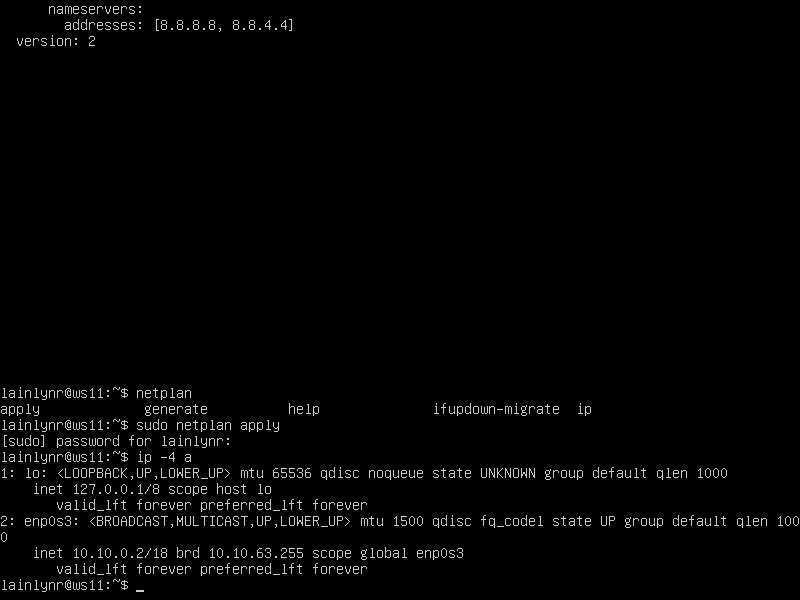 nameservers:
addresses: [8.8.8.8, 8.8.4.4]
version: 2
lainlynr@ws11:~$ netplan
apply generate help ifupdown-migrate ip
lainlynr@ws11:~$ sudo netplan apply
[sudo] password for lainlynr:
lainlynr@ws11:~$ ip -4 a
1: lo: <LOOPBACK,UP,LOWER_UP> mtu 65536 qdisc noqueue state UNKNOWN group default qlen 1000
inet 127.0.0.1/8 scope host lo
valid_lft forever preferred_lft forever
2: enp0s3: <BROADCAST,MULTICAST,UP,LOWER_UP> mtu 1500 qdisc fq_codel state UP group default qlen 100
0
inet 10.10.0.2/18 brd 10.10.63.255 scope global enp0s3
valid_lft forever preferred_lft forever
lainlynr@ws11:~$ _